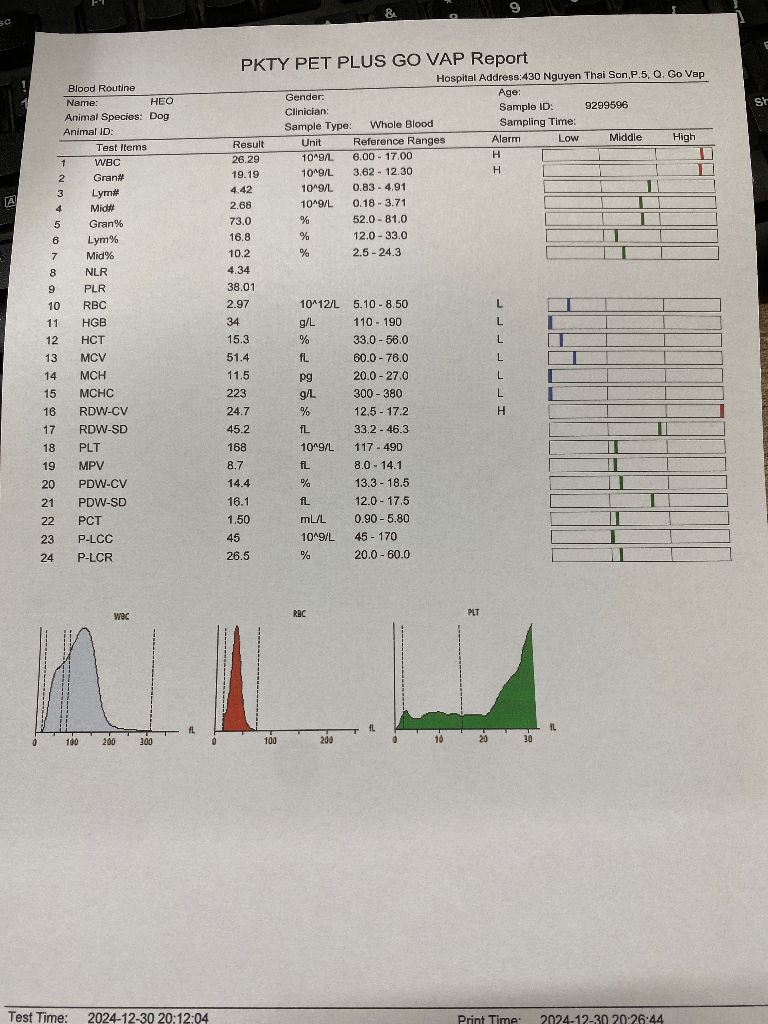 PKTY PET PLUS GO VAP Report
Hospital Address:430 Nguyen Thai Son,P.5, Q. Go Vap
Blood Routine
Name: HEO Gender: Age:
Animal Species: Dog Clinician: Sample ID: 9299596
Animal ID: Sample Type: Whole Blood Sampling Time:
Test Items Result Unit Reference Ranges Alarm Low Middle High
1 WBC 26.29 10^9/L 6.00 - 17.00 H
2 Gran# 19.19 10^9/L 3.62 - 12.30 H
3 Lym# 4.42 10^9/L 0.83 - 4.91
4 Mid# 2.68 10^9/L 0.18 - 3.71
5 Gran% 73.0 % 52.0 - 81.0
6 Lym% 16.8 % 12.0 - 33.0
7 Mid% 10.2 % 2.5 - 24.3
8 NLR 4.34
9 PLR 38.01
10 RBC 2.97 10^12/L 5.10 - 8.50 L
11 HGB 34 g/L 110 - 190 L
12 HCT 15.3 % 33.0 - 56.0 L
13 MCV 51.4 fL 60.0 - 76.0 L
14 MCH 11.5 pg 20.0 - 27.0 L
15 MCHC 223 g/L 300 - 380 L
16 RDW-CV 24.7 % 12.5 - 17.2 H
17 RDW-SD 45.2 fL 33.2 - 46.3
18 PLT 168 10^9/L 117 - 490
19 MPV 8.7 fL 8.0 - 14.1
20 PDW-CV 14.4 % 13.3 - 18.5
21 PDW-SD 16.1 fL 12.0 - 17.5
22 PCT 1.50 mL/L 0.90 - 5.80
23 P-LCC 45 10^9/L 45 - 170
24 P-LCR 26.5 % 20.0 - 60.0
WBC RBC PLT
0 100 200 300 fL 0 100 200 fL 0 10 20 30 fL
Test Time: 2024-12-30 20:12:04 Print Time: 2024-12-30 20:26:44